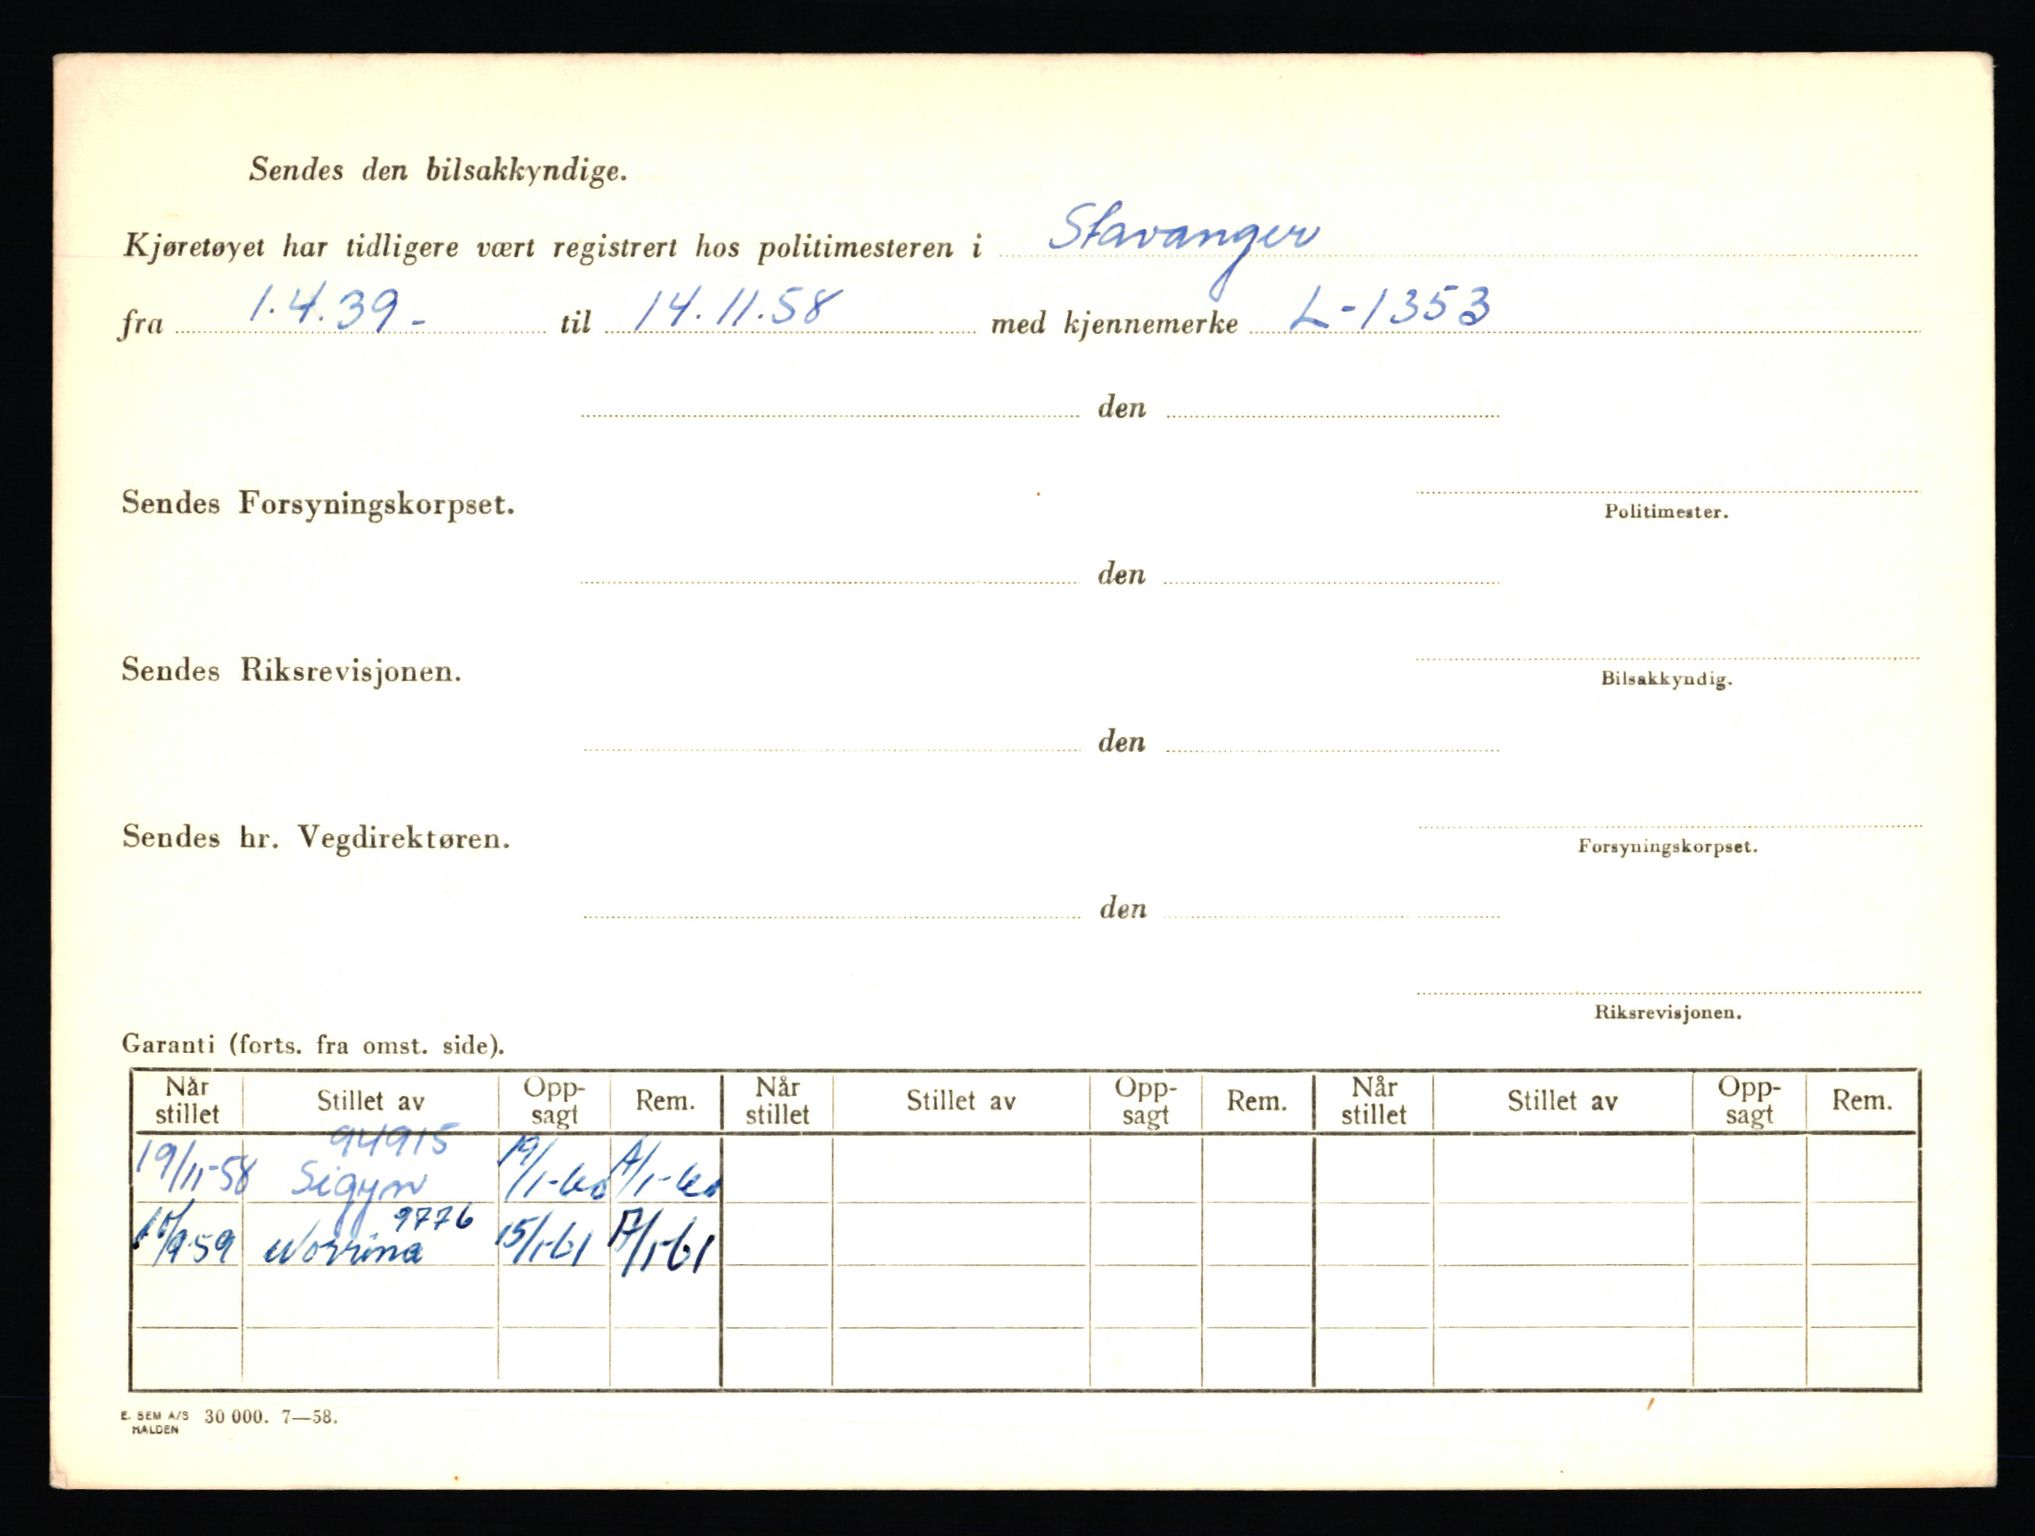 Sendes den bilsakkyndige.
Kjøretøyet har tidligere vært registrert hos politimesteren i Stavanger
fra 1.4.39 - til 14.11.58 med kjennemerke L-1353
den
Sendes Forsyningskorpset.
Politimester.
den
Sendes Riksrevisjonen.
Bilsakkyndig.
den
Sendes hr. Vegdirektøren.
Forsyningskorpset.
den
Riksrevisjonen.
Garanti (forts. fra omst. side).
Når stillet Stillet av Opp-sagt Rem. Når stillet Stillet av Opp-sagt Rem. Når stillet Stillet av Opp-sagt Rem.
94915
19/11-58 Sigyn 19/1-60 /1-60
9776
/9-59 Norrina 15/1-61 17/1-61
E. SEM A/S HALDEN 30 000. 7—58.